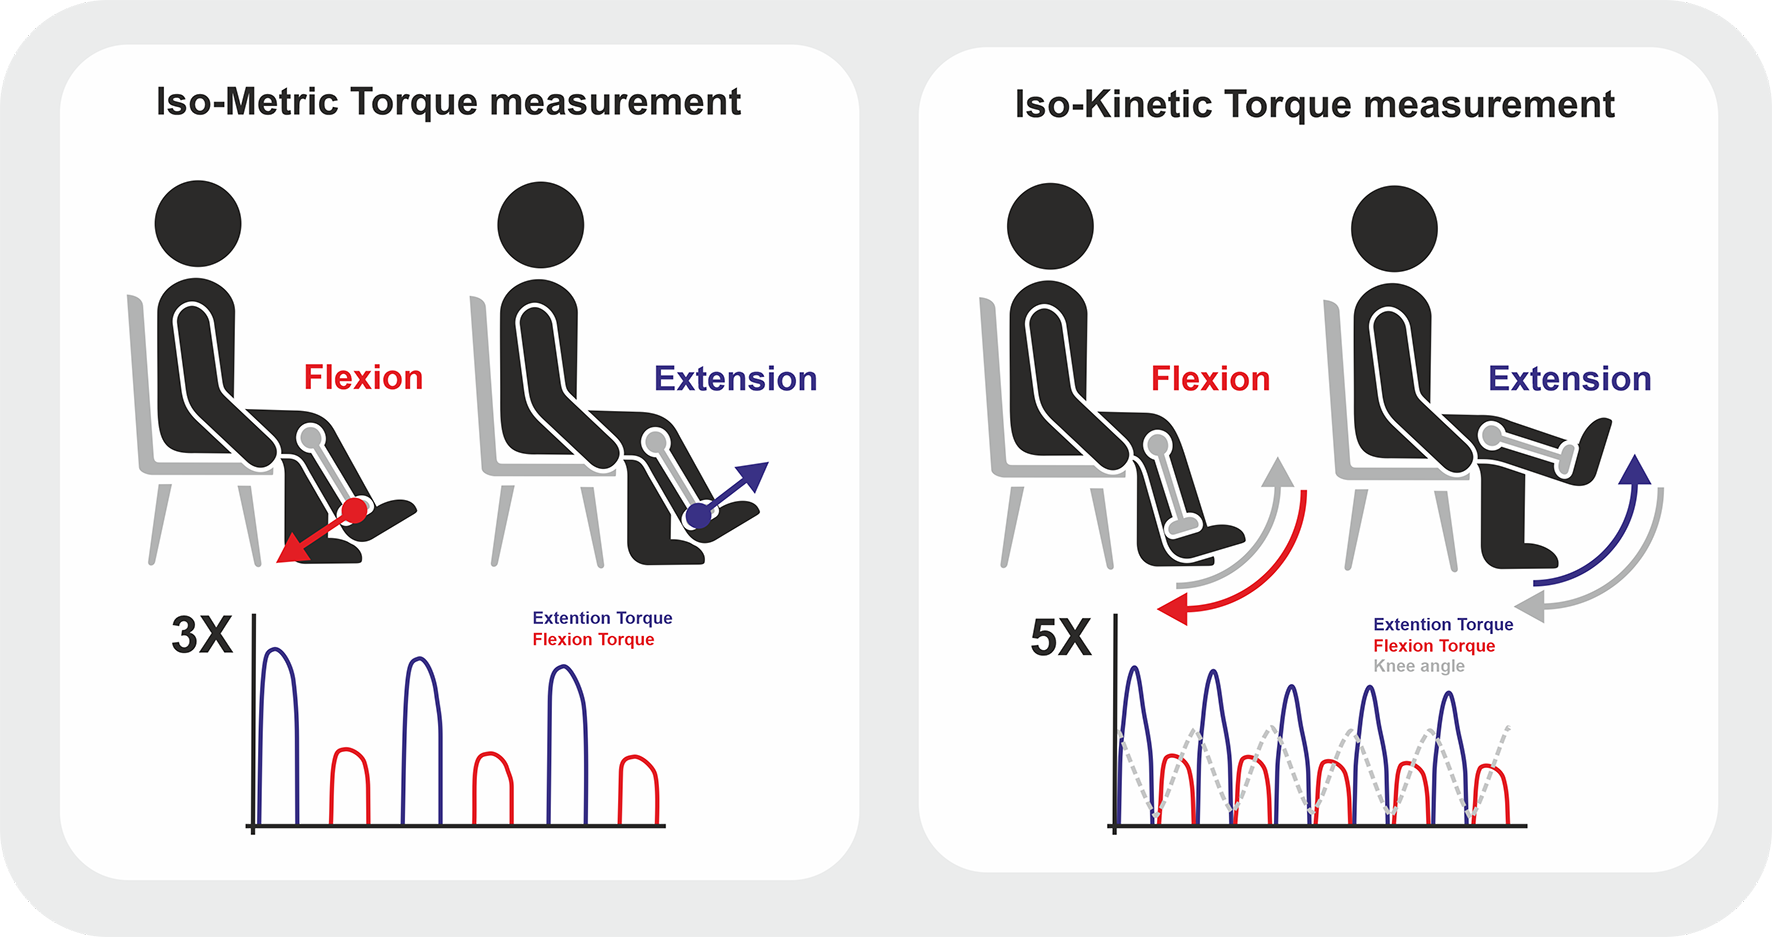 Iso-Metric Torque measurement
Flexion
Extension
3X
Extention Torque
Flexion Torque
Iso-Kinetic Torque measurement
Flexion
Extension
5X
Extention Torque
Flexion Torque
Knee angle